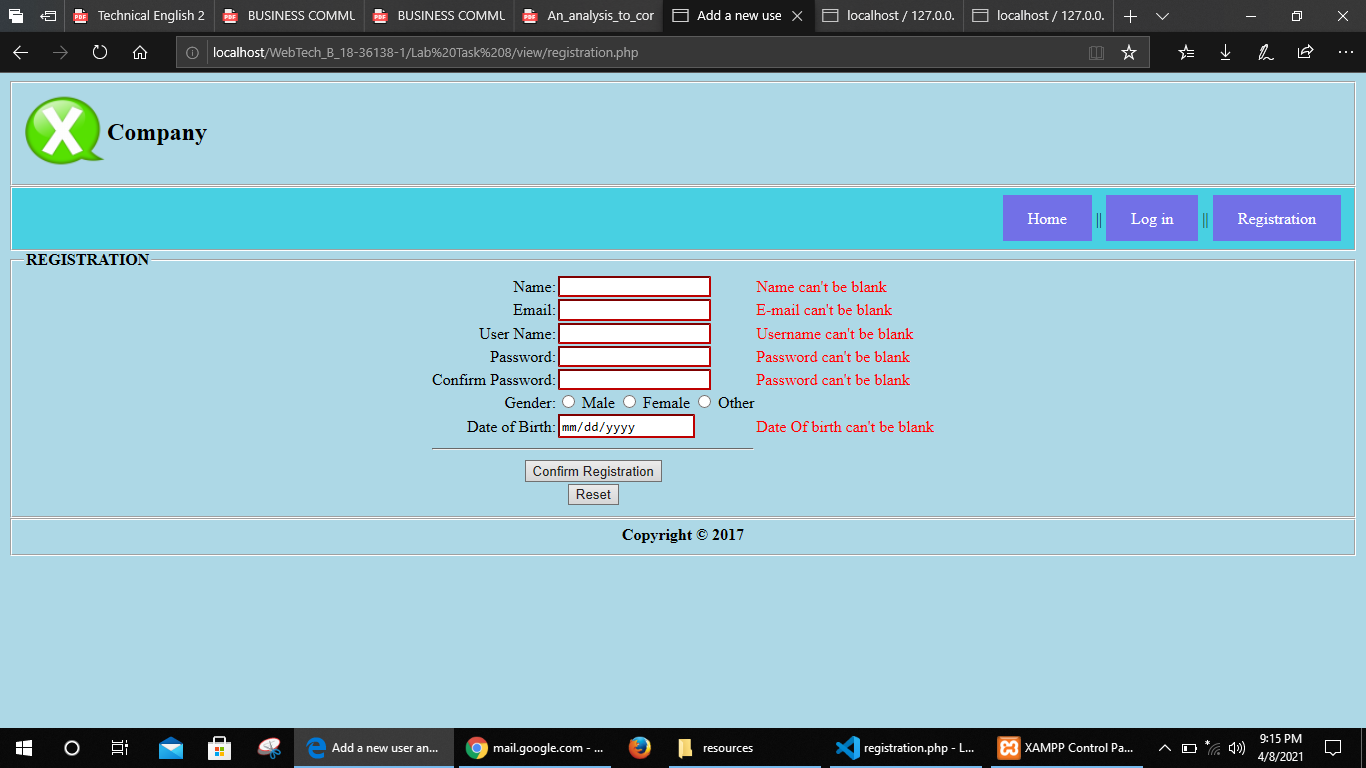 Technical English 2
BUSINESS COMMU
BUSINESS COMMU
An_analysis_to_cor
Add a new use
localhost / 127.0.0.
localhost / 127.0.0.
localhost/WebTech_B_18-36138-1/Lab%20Task%208/view/registration.php
X Company
Home || Log in || Registration
REGISTRATION
Name: Name can't be blank
Email: E-mail can't be blank
User Name: Username can't be blank
Password: Password can't be blank
Confirm Password: Password can't be blank
Gender: Male Female Other
Date of Birth: mm/dd/yyyy Date Of birth can't be blank
Confirm Registration
Reset
Copyright © 2017
Add a new user an...
mail.google.com - ...
resources
registration.php - L...
XAMPP Control Pa...
9:15 PM
4/8/2021